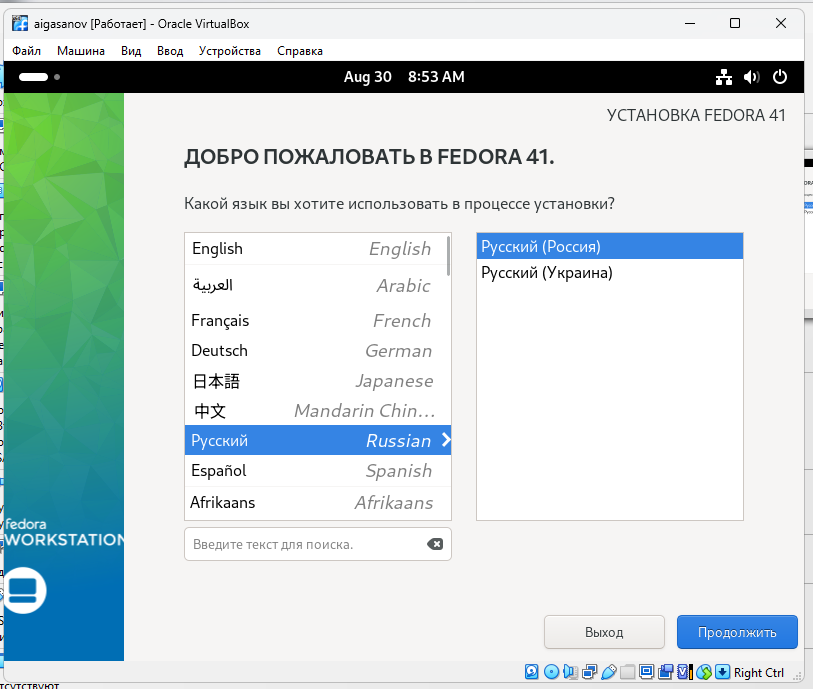 aigasanov [Работает] - Oracle VirtualBox
Файл Машина Вид Ввод Устройства Справка
Aug 30 8:53 AM
УСТАНОВКА FEDORA 41
ДОБРО ПОЖАЛОВАТЬ В FEDORA 41.
Какой язык вы хотите использовать в процессе установки?
English English
العربية Arabic
Français French
Deutsch German
日本語 Japanese
中文 Mandarin Chin...
Русский Russian
Español Spanish
Afrikaans Afrikaans
Введите текст для поиска.
Русский (Россия)
Русский (Украина)
fedora
WORKSTATION
Выход Продолжить
Right Ctrl